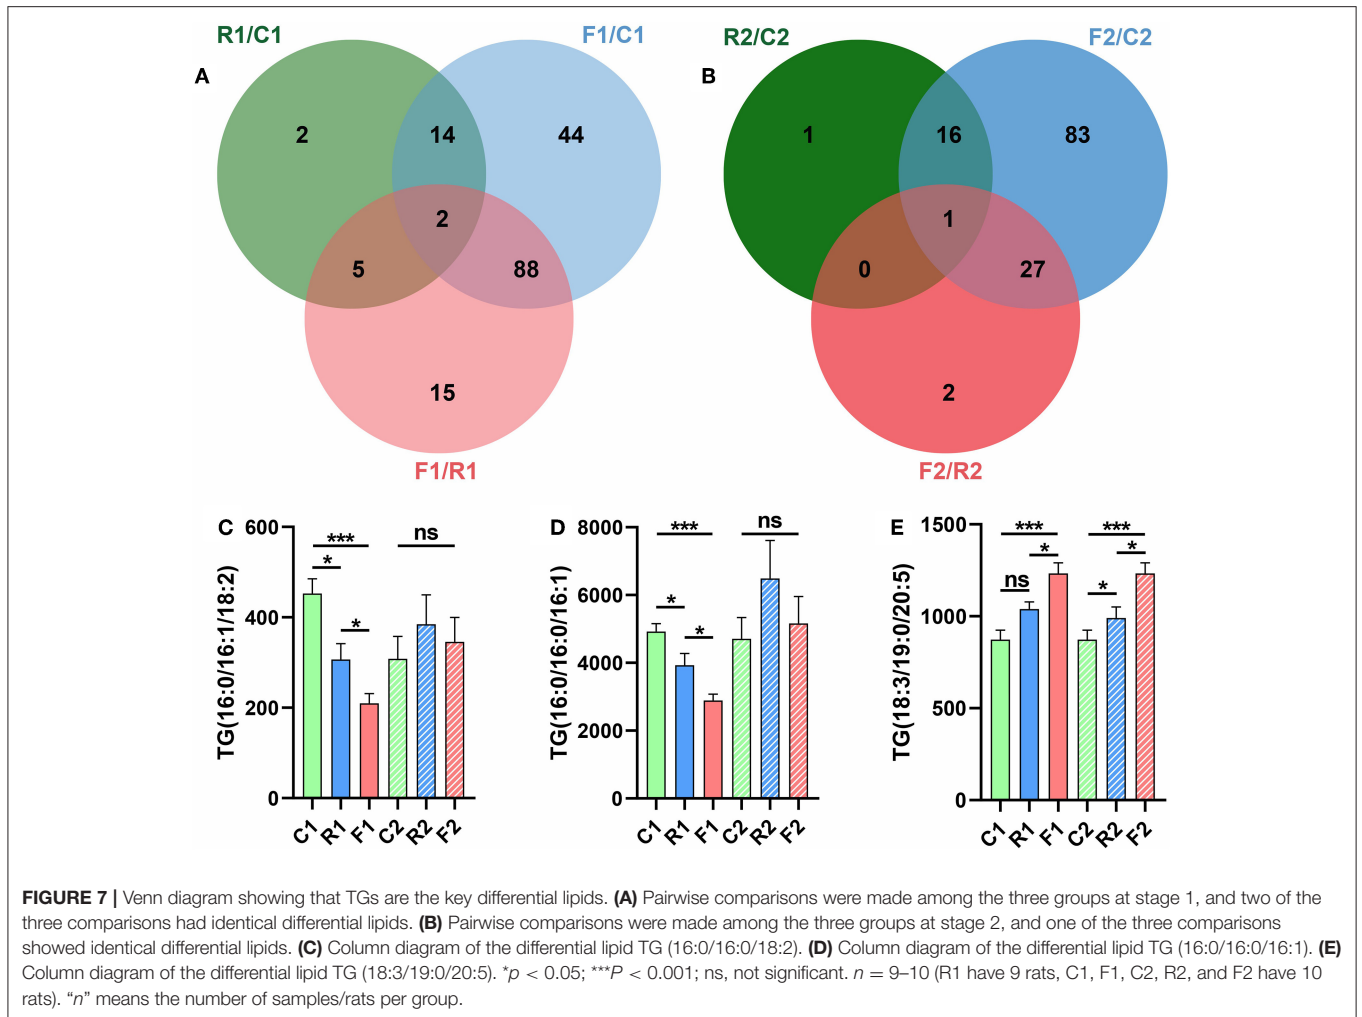 R1/C1
F1/C1
A
2
14
44
2
5
88
15
F1/R1
R2/C2
F2/C2
B
1
16
83
1
0
27
2
F2/R2
C
TG(16:0/16:1/18:2)
600
400
200
0
***
*
*
ns
C1 R1 F1 C2 R2 F2
D
TG(16:0/16:0/16:1)
8000
6000
4000
2000
0
***
*
*
ns
C1 R1 F1 C2 R2 F2
E
TG(18:3/19:0/20:5)
1500
1000
500
0
***
*
ns
***
*
*
C1 R1 F1 C2 R2 F2
FIGURE 7 | Venn diagram showing that TGs are the key differential lipids. (A) Pairwise comparisons were made among the three groups at stage 1, and two of the
three comparisons had identical differential lipids. (B) Pairwise comparisons were made among the three groups at stage 2, and one of the three comparisons
showed identical differential lipids. (C) Column diagram of the differential lipid TG (16:0/16:0/18:2). (D) Column diagram of the differential lipid TG (16:0/16:0/16:1). (E)
Column diagram of the differential lipid TG (18:3/19:0/20:5). *p < 0.05; ***P < 0.001; ns, not significant. n = 9–10 (R1 have 9 rats, C1, F1, C2, R2, and F2 have 10
rats). “n” means the number of samples/rats per group.